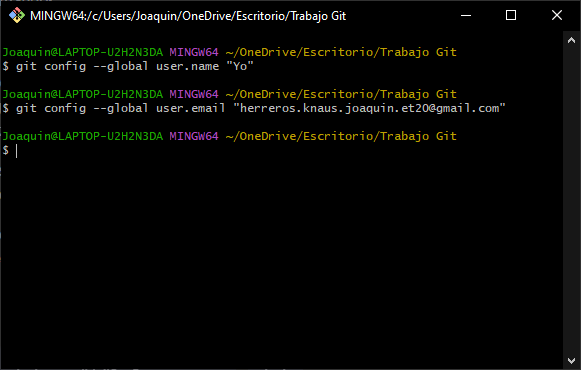 MINGW64:/c/Users/Joaquin/OneDrive/Escritorio/Trabajo Git
Joaquin@LAPTOP-U2H2N3DA MINGW64 ~/OneDrive/Escritorio/Trabajo Git
$ git config --global user.name "Yo"
Joaquin@LAPTOP-U2H2N3DA MINGW64 ~/OneDrive/Escritorio/Trabajo Git
$ git config --global user.email "herreros.knaus.joaquin.et20@gmail.com"
Joaquin@LAPTOP-U2H2N3DA MINGW64 ~/OneDrive/Escritorio/Trabajo Git
$